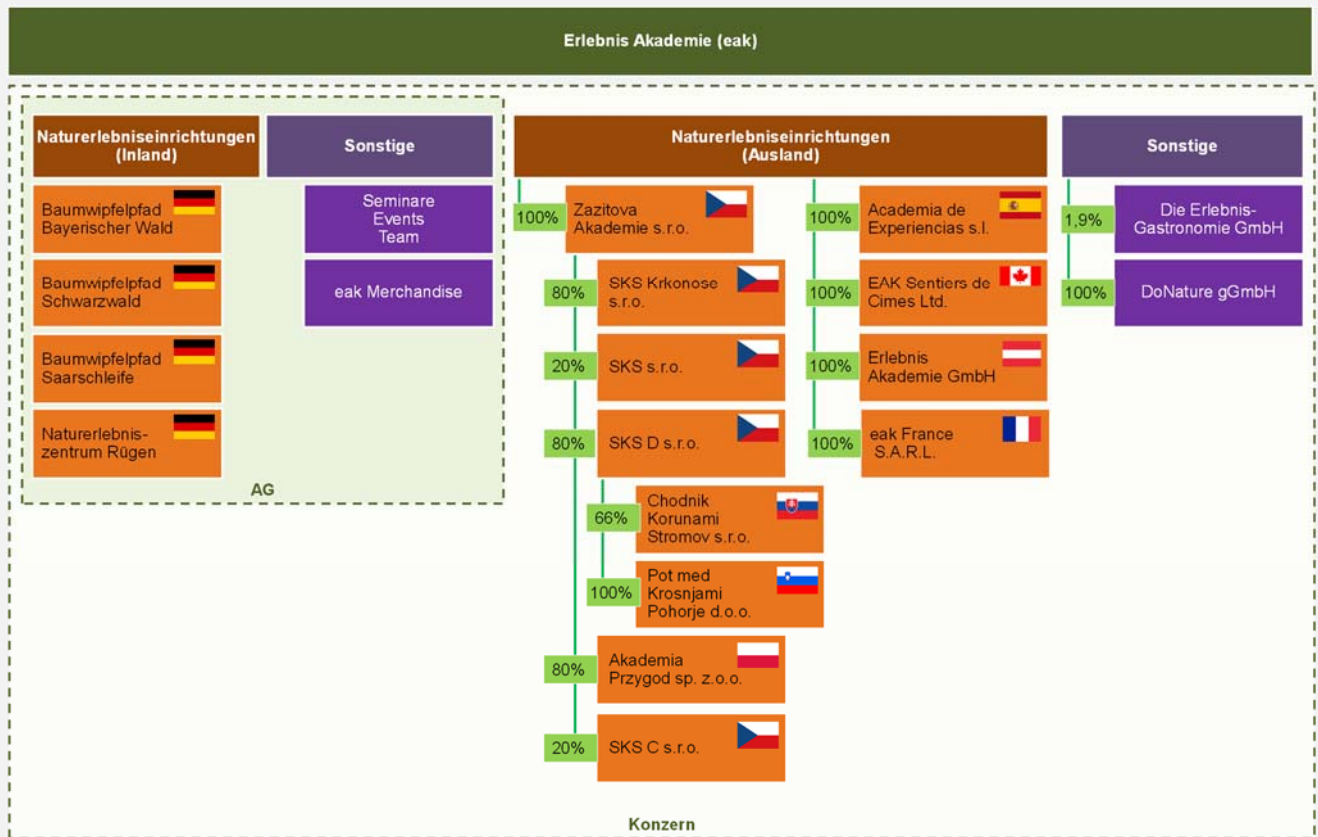 Erlebnis Akademie (eak)
Naturerlebniseinrichtungen
(Inland)
Sonstige
Baumwipfelpfad
Bayerischer Wald
Baumwipfelpfad
Schwarzwald
Baumwipfelpfad
Saarschleife
Naturerlebnis-
zentrum Rügen
Seminare
Events
Team
eak Merchandise
AG
Naturerlebniseinrichtungen
(Ausland)
100%
Zazitova
Akademie s.r.o.
80%
SKS Krkonose
s.r.o.
20%
SKS s.r.o.
80%
SKS D s.r.o.
66%
Chodnik
Korunami
Stromov s.r.o.
100%
Pot med
Krosnjami
Pohorje d.o.o.
80%
Akademia
Przygod sp. z.o.o.
20%
SKS C s.r.o.
100%
Academia de
Experiencias s.l.
100%
EAK Sentiers de
Cimes Ltd.
100%
Erlebnis
Akademie GmbH
100%
eak France
S.A.R.L.
Sonstige
1,9%
Die Erlebnis-
Gastronomie GmbH
100%
DoNature gGmbH
Konzern